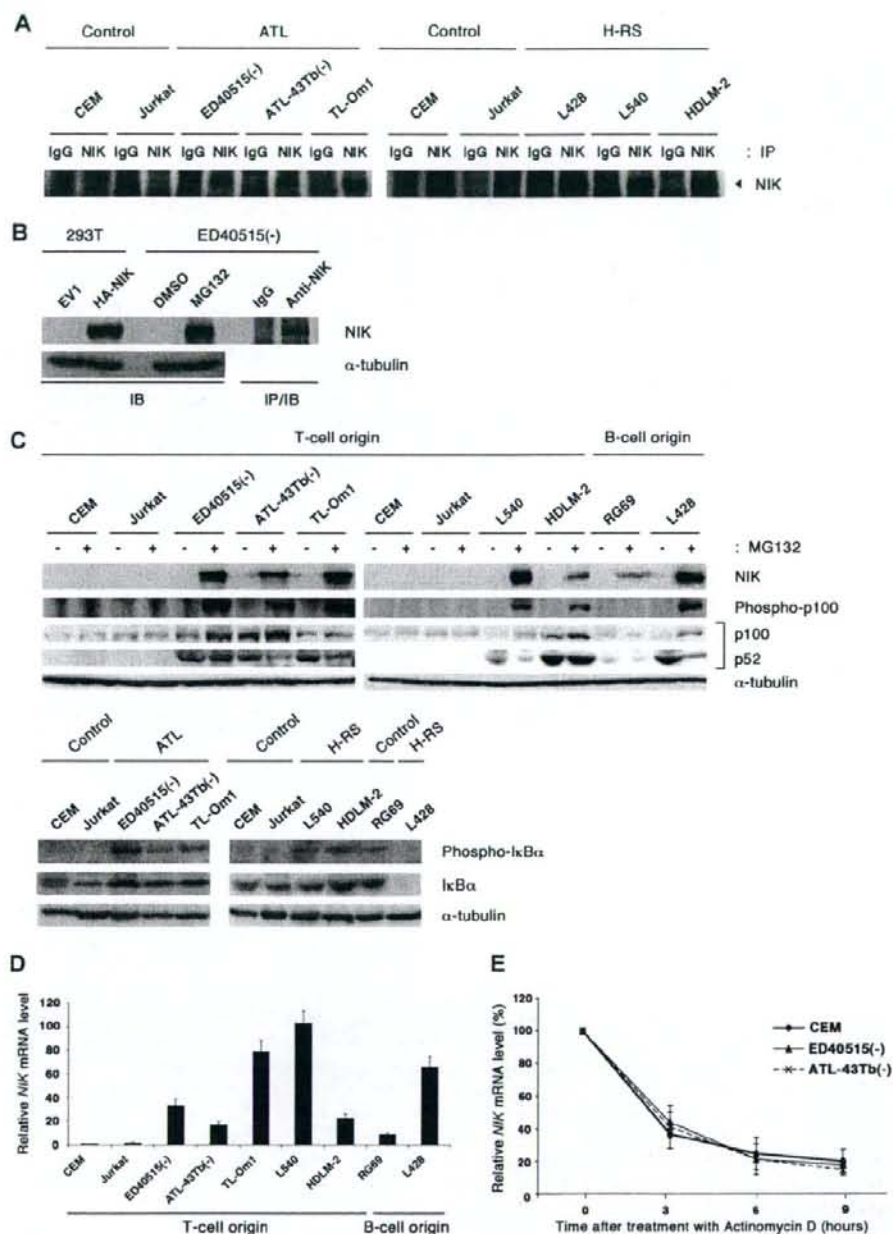 A
Control ATL Control H-RS
CEM Jurkat ED40515(-) ATL-43Tb(-) TL-Om1 CEM Jurkat L428 L540 HDLM-2
IgG NIK IgG NIK IgG NIK IgG NIK IgG NIK IgG NIK IgG NIK IgG NIK IgG NIK IgG NIK : IP
NIK
B
293T ED40515(-)
EV1 HA-NIK DMSO MG132 IgG Anti-NIK
NIK
α-tubulin
IB IP/IB
C
T-cell origin B-cell origin
CEM Jurkat ED40515(-) ATL-43Tb(-) TL-Om1 CEM Jurkat L540 HDLM-2 RG69 L428
- + - + - + - + - + - + - + - + - + - + - + : MG132
NIK
Phospho-p100
p100
p52
α-tubulin
Control ATL Control H-RS Control H-RS
CEM Jurkat ED40515(-) ATL-43Tb(-) TL-Om1 CEM Jurkat L540 HDLM-2 RG69 L428
Phospho-IκBα
IκBα
α-tubulin
D
Relative NIK mRNA level
120
100
80
60
40
20
0
CEM Jurkat ED40515(-) ATL-43Tb(-) TL-Om1 L540 HDLM-2 RG69 L428
T-cell origin B-cell origin
E
Relative NIK mRNA level (%)
120
100
80
60
40
20
0
CEM
ED40515(-)
ATL-43Tb(-)
0 3 6 9
Time after treatment with Actinomycin D (hours)